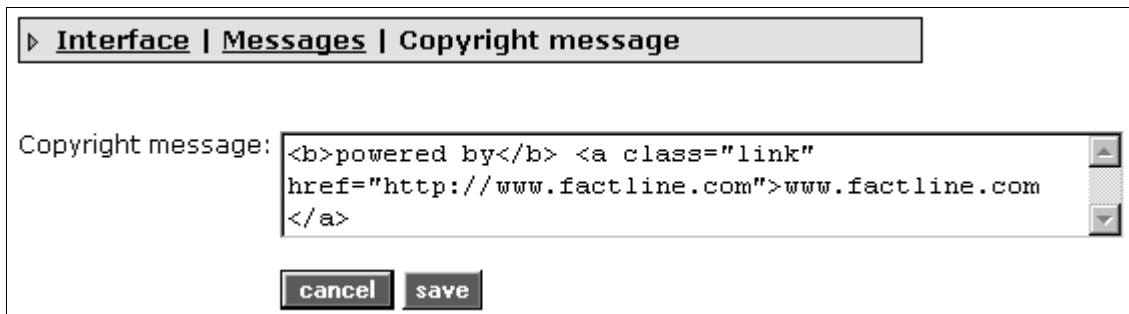 Interface | Messages | Copyright message
Copyright message:
<b>powered by</b> <a class="link"
href="http://www.factline.com">www.factline.com
</a>
cancel save